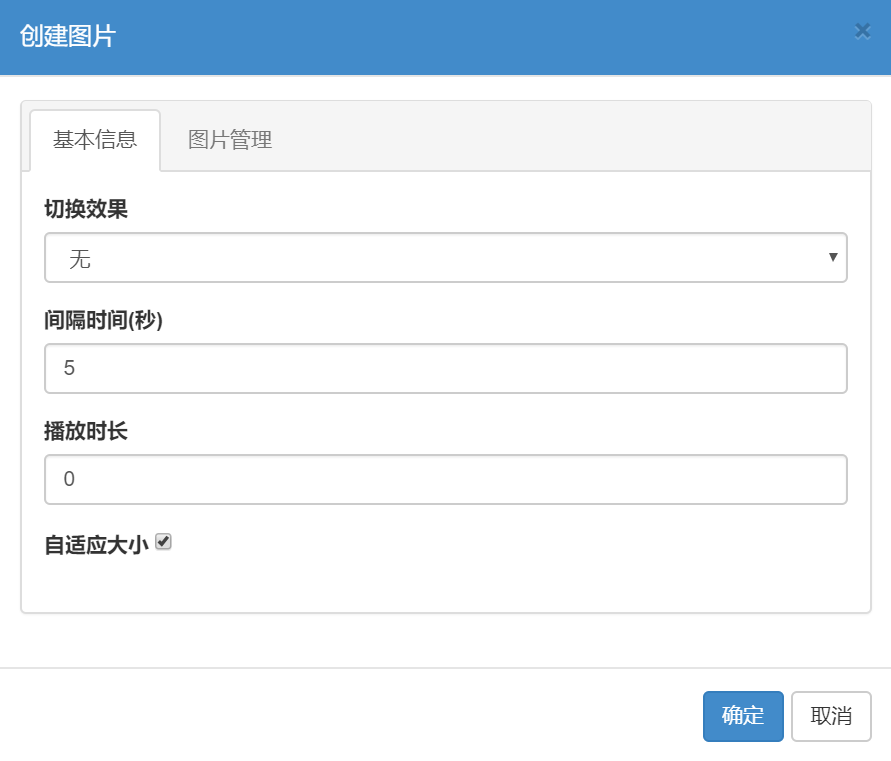 创建图片
基本信息 图片管理
切换效果
无
间隔时间(秒)
5
播放时长
0
自适应大小
确定 取消